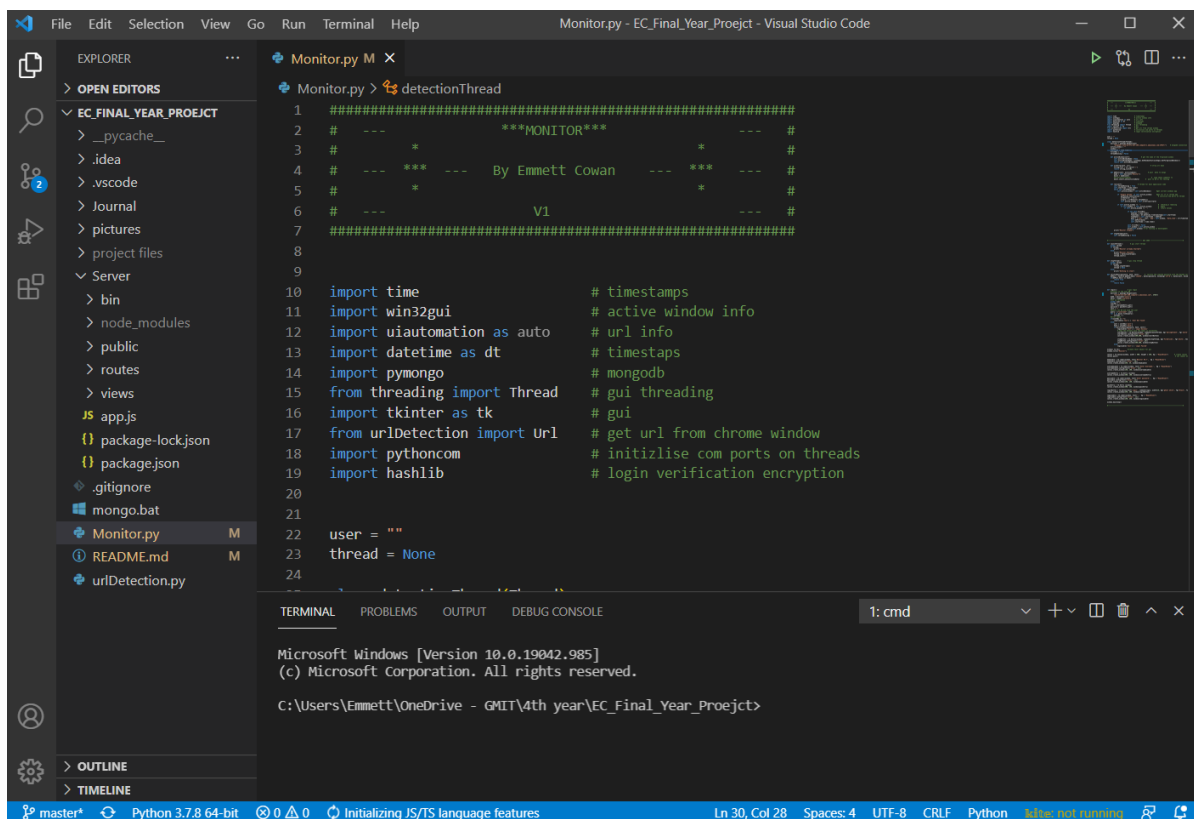 File Edit Selection View Go Run Terminal Help Monitor.py - EC_Final_Year_Proejct - Visual Studio Code
EXPLORER ···
OPEN EDITORS
EC_FINAL_YEAR_PROEJCT
__pycache__
.idea
.vscode
Journal
pictures
project files
Server
bin
node_modules
public
routes
views
JS app.js
{} package-lock.json
{} package.json
.gitignore
mongo.bat
Monitor.py M
README.md M
urlDetection.py
OUTLINE
TIMELINE
2
Monitor.py M
Monitor.py > detectionThread
1 #########################################################
2 # --- ***MONITOR*** --- #
3 # * * #
4 # --- *** --- By Emmett Cowan --- *** --- #
5 # * * #
6 # --- V1 --- #
7 #########################################################
8
9
10 import time # timestamps
11 import win32gui # active window info
12 import uiautomation as auto # url info
13 import datetime as dt # timestaps
14 import pymongo # mongodb
15 from threading import Thread # gui threading
16 import tkinter as tk # gui
17 from urlDetection import Url # get url from chrome window
18 import pythoncom # initizlise com ports on threads
19 import hashlib # login verification encryption
20
21
22 user = ""
23 thread = None
24
TERMINAL PROBLEMS OUTPUT DEBUG CONSOLE 1: cmd
Microsoft Windows [Version 10.0.19042.985]
(c) Microsoft Corporation. All rights reserved.
C:\Users\Emmett\OneDrive - GMIT\4th year\EC_Final_Year_Proejct>
master* Python 3.7.8 64-bit 0 0 Initializing JS/TS language features Ln 30, Col 28 Spaces: 4 UTF-8 CRLF Python kite: not running